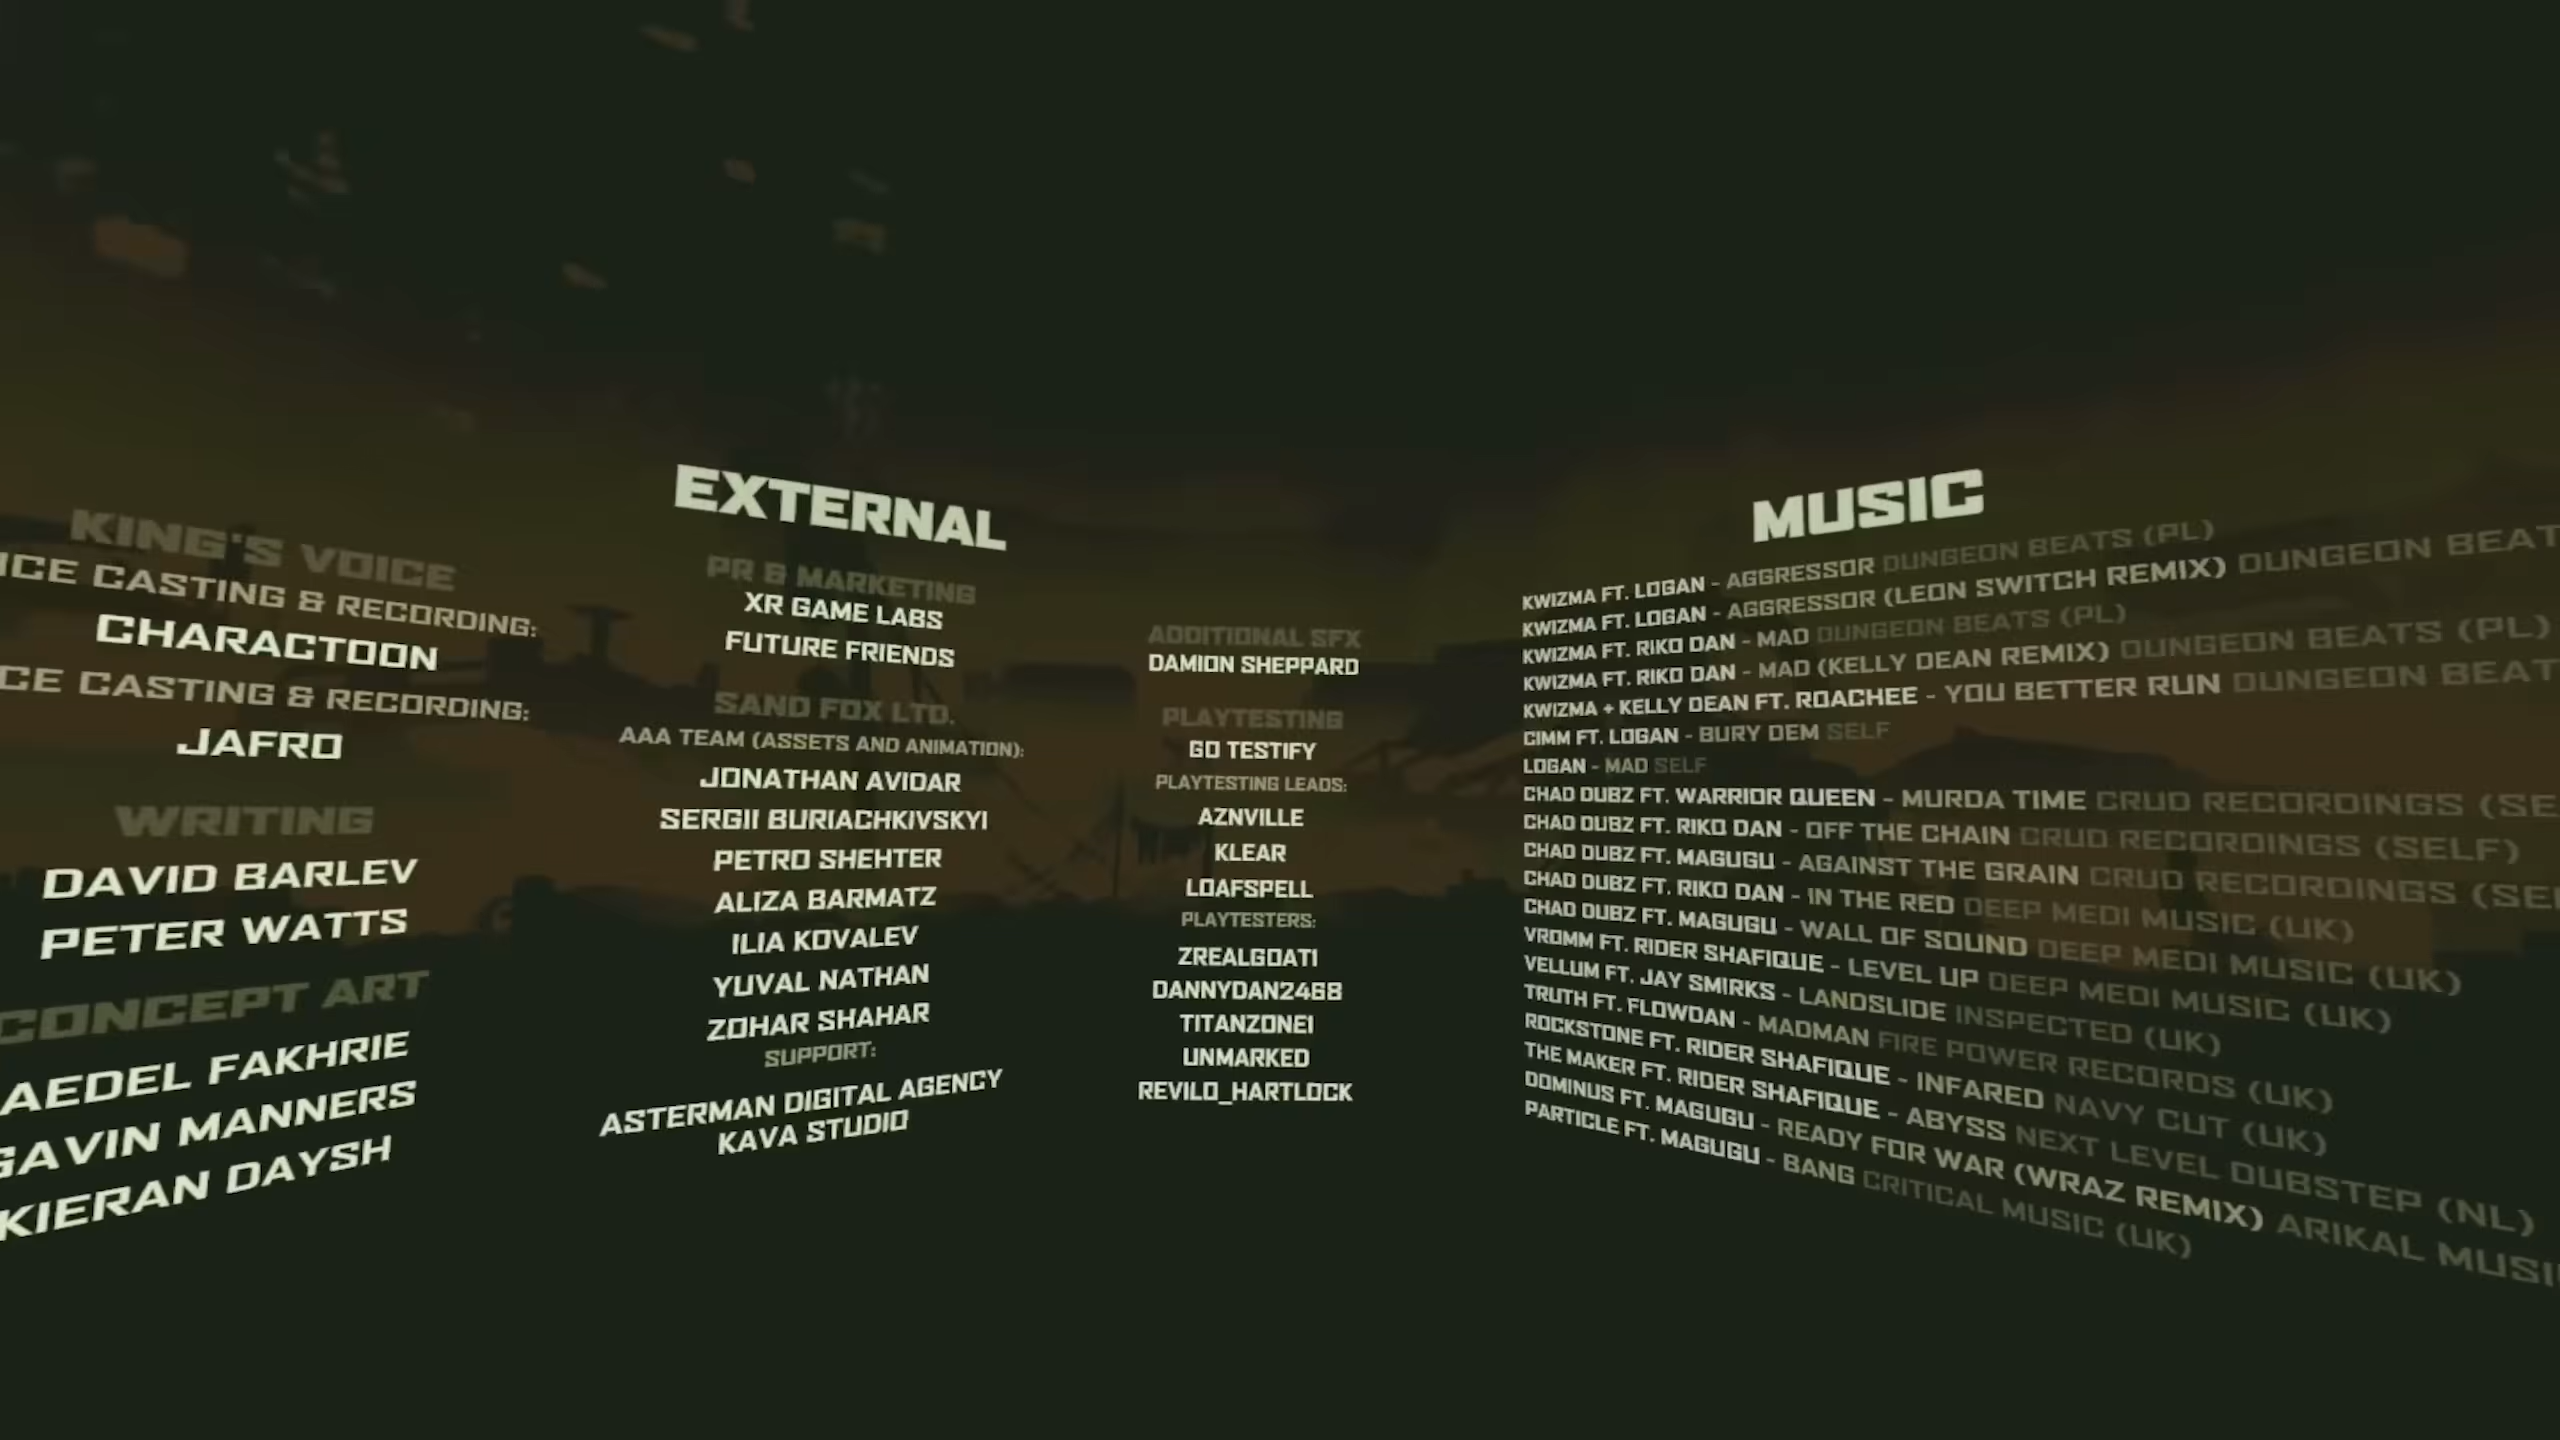 KING'S VOICE
CASTING & RECORDING:
CHARACTOON
CASTING & RECORDING:
JAFRO
WRITING
DAVID BARLEV
PETER WATTS
CONCEPT ART
AEDEL FAKHRIE
GAVIN MANNERS
KIERAN DAYSH
EXTERNAL
PR & MARKETING
XR GAME LABS
FUTURE FRIENDS
SAND FOX LTD.
AAA TEAM (ASSETS AND ANIMATION):
JONATHAN AVIDAR
SERGII BURIACHKIVSKYI
PETRO SHEHTER
ALIZA BARMATZ
ILIA KOVALEV
YUVAL NATHAN
ZOHAR SHAHAR
SUPPORT:
ASTERMAN DIGITAL AGENCY
KAVA STUDIO
ADDITIONAL SFX
DAMION SHEPPARD
PLAYTESTING
GO TESTIFY
PLAYTESTING LEADS:
AZNVILLE
KLEAR
LOAFSPELL
PLAYTESTERS:
ZREALGOAT1
DANNYDAN2468
TITANZONE1
UNMARKED
REVILO_HARTLOCK
MUSIC
KWIZMA FT. LOGAN - AGGRESSOR DUNGEON BEATS (PL)
KWIZMA FT. LOGAN - AGGRESSOR (LEON SWITCH REMIX) DUNGEON BEAT
KWIZMA FT. RIKO DAN - MAD DUNGEON BEATS (PL)
KWIZMA FT. RIKO DAN - MAD (KELLY DEAN REMIX) DUNGEON BEATS (PL)
KWIZMA + KELLY DEAN FT. ROACHEE - YOU BETTER RUN DUNGEON BEAT
CIMM FT. LOGAN - BURY DEM SELF
LOGAN - MAD SELF
CHAD DUBZ FT. WARRIOR QUEEN - MURDA TIME CRUD RECORDINGS (SE
CHAD DUBZ FT. RIKO DAN - OFF THE CHAIN CRUD RECORDINGS (SELF)
CHAD DUBZ FT. MAGUGU - AGAINST THE GRAIN CRUD RECORDINGS (SE
CHAD DUBZ FT. RIKO DAN - IN THE RED DEEP MEDI MUSIC (UK)
CHAD DUBZ FT. MAGUGU - WALL OF SOUND DEEP MEDI MUSIC (UK)
VROMM FT. RIDER SHAFIQUE - LEVEL UP DEEP MEDI MUSIC (UK)
VELLUM FT. JAY SMIRKS - LANDSLIDE INSPECTED (UK)
TRUTH FT. FLOWDAN - MADMAN FIRE POWER RECORDS (UK)
ROCKSTONE FT. RIDER SHAFIQUE - INFARED NAVY CUT (UK)
THE MAKER FT. RIDER SHAFIQUE - ABYSS NEXT LEVEL DUBSTEP (NL)
DOMINUS FT. MAGUGU - READY FOR WAR (WRAZ REMIX) ARIKAL MUSI
PARTICLE FT. MAGUGU - BANG CRITICAL MUSIC (UK)